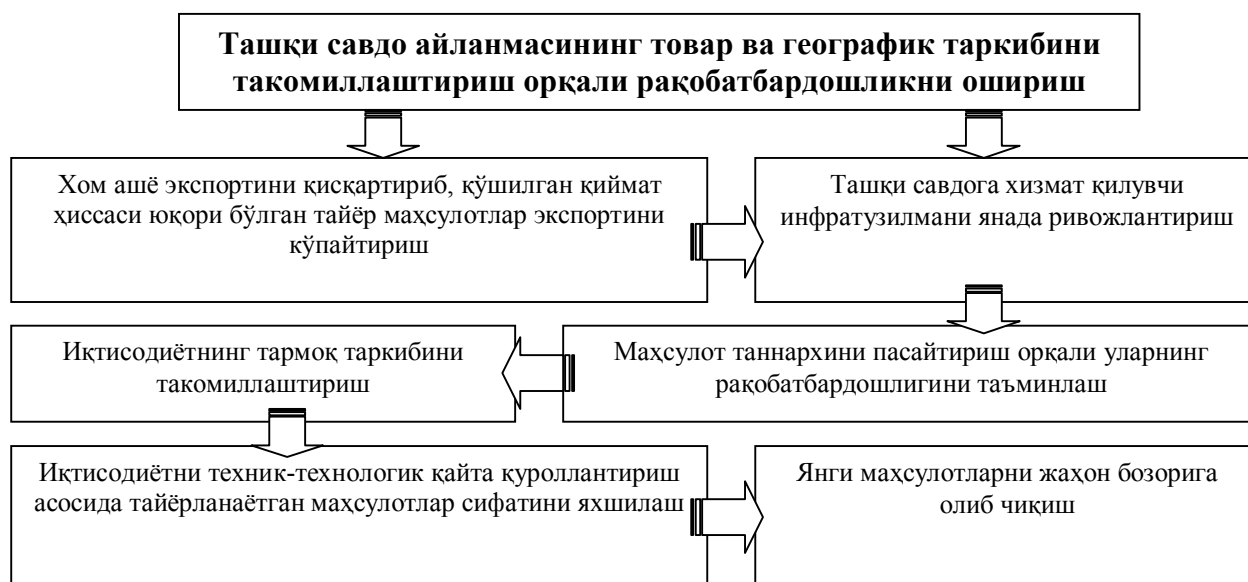 Ташқи савдо айланмасининг товар ва географик таркибини
такомиллаштириш орқали рақобатбардошликни ошириш
Хом ашё экспортини қисқартириб, қўшилган қиймат
ҳиссаси юқори бўлган тайёр маҳсулотлар экспортини
кўпайтириш
Ташқи савдога хизмат қилувчи
инфратузилмани янада ривожлантириш
Иқтисодиётнинг тармоқ таркибини
такомиллаштириш
Маҳсулот таннархини пасайтириш орқали уларнинг
рақобатбардошлигини таъминлаш
Иқтисодиётни техник-технологик қайта қуроллантириш
асосида тайёрланаётган маҳсулотлар сифатини яхшилаш
Янги маҳсулотларни жаҳон бозорига
олиб чиқиш